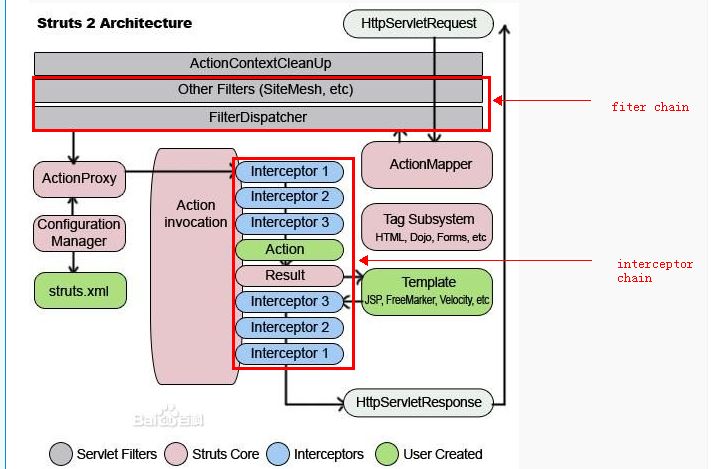 Struts 2 Architecture
HttpServletRequest
ActionContextCleanUp
Other Filters (SiteMesh, etc)
FilterDispatcher
fiter chain
ActionProxy
Configuration
Manager
struts.xml
Action
invocation
Interceptor 1
Interceptor 2
Interceptor 3
Action
Result
Interceptor 3
Interceptor 2
Interceptor 1
ActionMapper
Tag Subsystem
HTML, Dojo, Forms, etc
Template
JSP, FreeMarker, Velocity, etc
interceptor
chain
HttpServletResponse
Bai百科
Servlet Filters
Struts Core
Interceptors
User Created